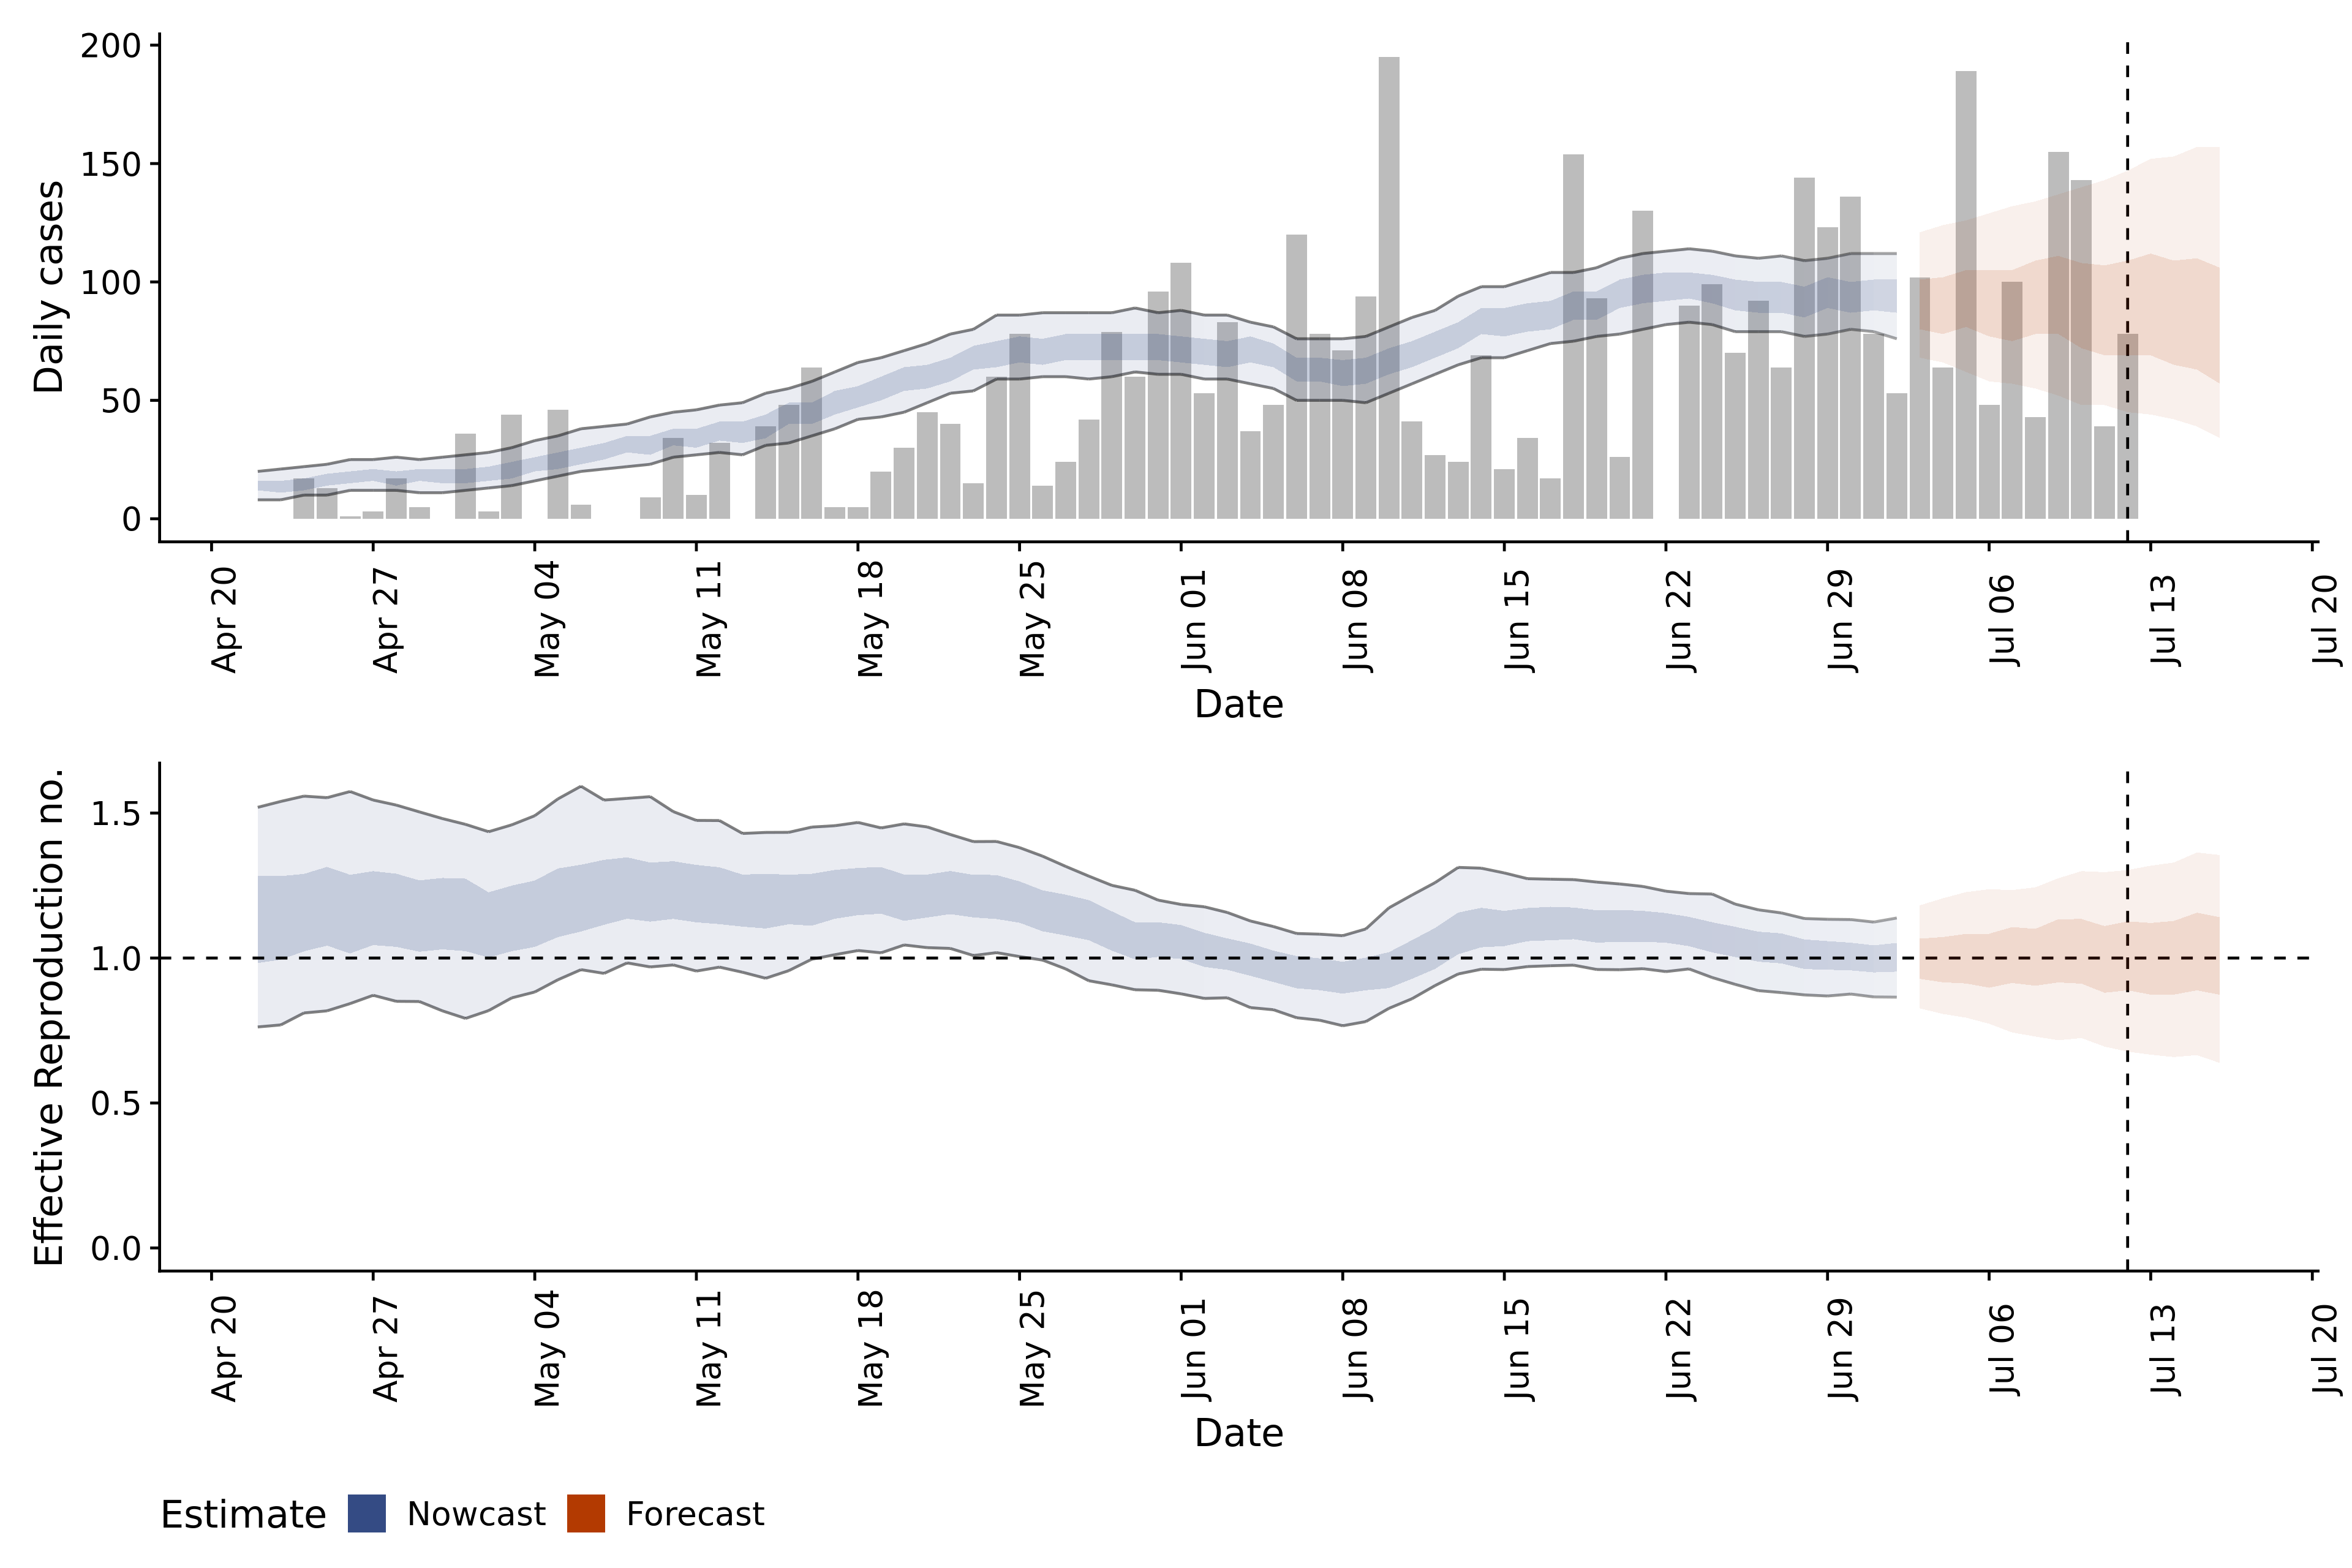 Daily cases
200
150
100
50
0
Apr 20
Apr 27
May 04
May 11
May 18
May 25
Jun 01
Jun 08
Jun 15
Jun 22
Jun 29
Jul 06
Jul 13
Jul 20
Date
Effective Reproduction no.
1.5
1.0
0.5
0.0
Apr 20
Apr 27
May 04
May 11
May 18
May 25
Jun 01
Jun 08
Jun 15
Jun 22
Jun 29
Jul 06
Jul 13
Jul 20
Date
Estimate Nowcast Forecast